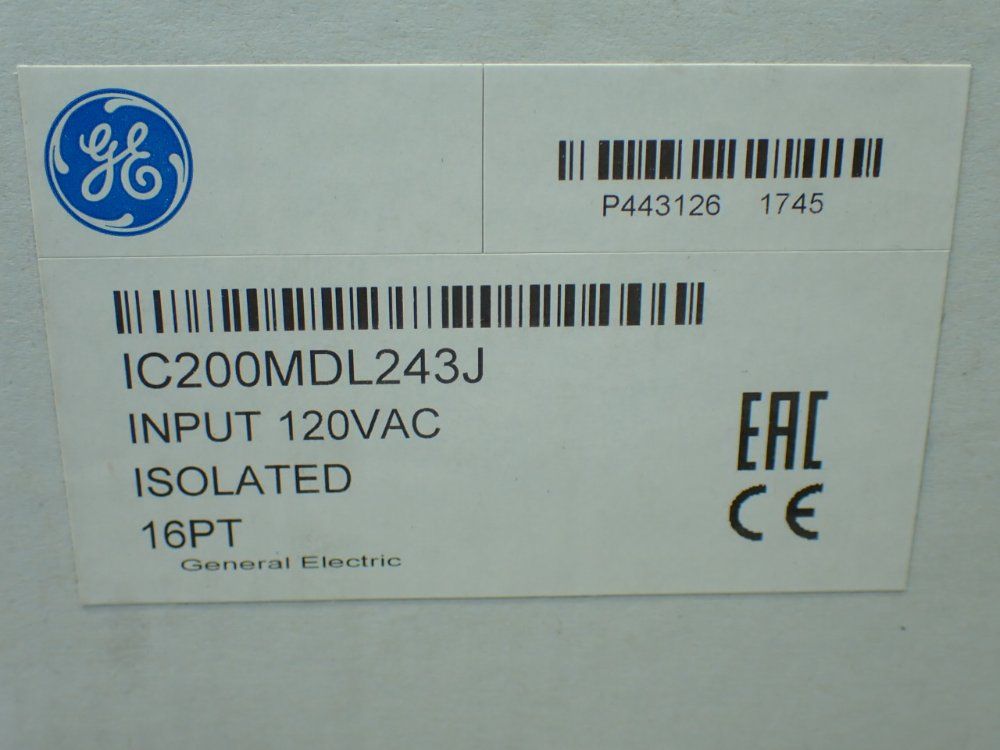 GE
P443126 1745
IC200MDL243J
INPUT 120VAC
ISOLATED
16PT
General Electric
EAC
CE